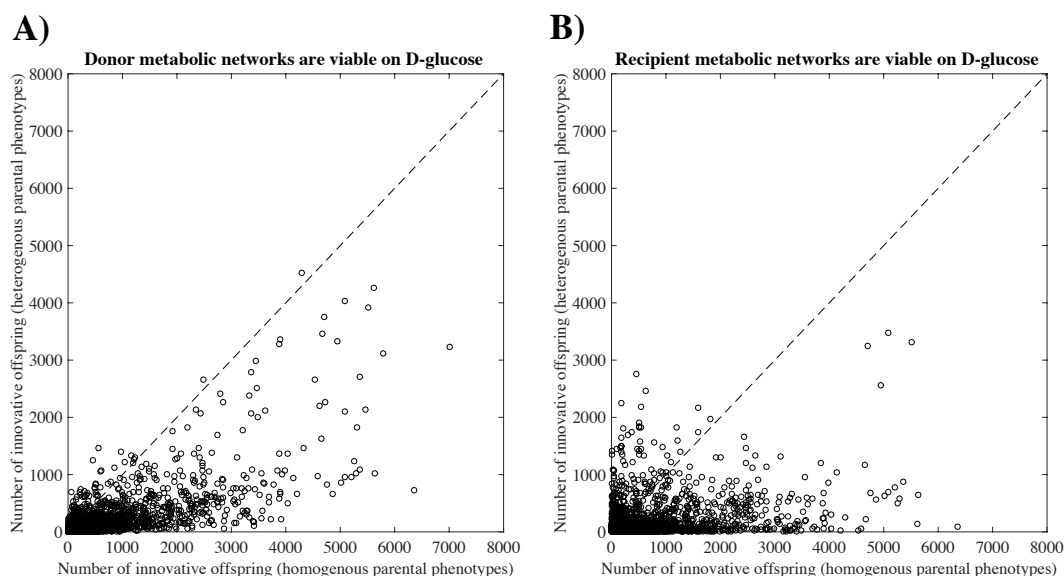 A)
Donor metabolic networks are viable on D-glucose
Number of innovative offspring (heterogenous parental phenotypes)
8000
7000
6000
5000
4000
3000
2000
1000
0
0 1000 2000 3000 4000 5000 6000 7000 8000
Number of innovative offspring (homogenous parental phenotypes)
B)
Recipient metabolic networks are viable on D-glucose
Number of innovative offspring (heterogenous parental phenotypes)
8000
7000
6000
5000
4000
3000
2000
1000
0
0 1000 2000 3000 4000 5000 6000 7000 8000
Number of innovative offspring (homogenous parental phenotypes)